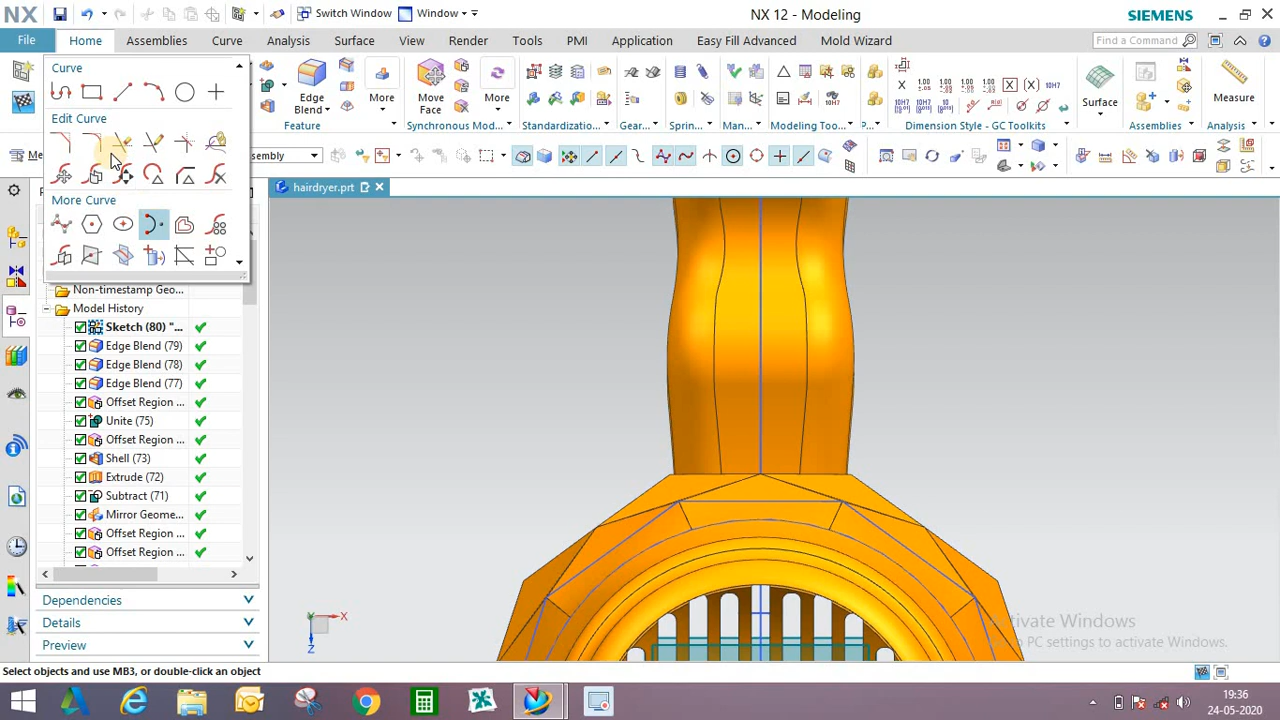 NX
Switch Window
Window
NX 12 - Modeling
SIEMENS
File
Home
Assemblies
Curve
Analysis
Surface
View
Render
Tools
PMI
Application
Easy Fill Advanced
Mold Wizard
Find a Command
Curve
Edit Curve
More Curve
Edge
Blend
More
Feature
Move
Face
More
Synchronous Mod...
Gear...
Sprin...
Modeling Too...
Dimension Style - GC Toolkits
Surface
Assemblies
Measure
Analysis
Me
sembly
hairdryer.prt
Non-timestamp Geo...
Model History
Sketch (80) "...
Edge Blend (79)
Edge Blend (78)
Edge Blend (77)
Offset Region ...
Unite (75)
Offset Region ...
Shell (73)
Extrude (72)
Subtract (71)
Mirror Geome...
Offset Region ...
Offset Region ...
Dependencies
Details
Preview
X
Y
Z
Activate Windows
PC settings to activate Windows.
Select objects and use MB3, or double-click an object
19:36
24-05-2020